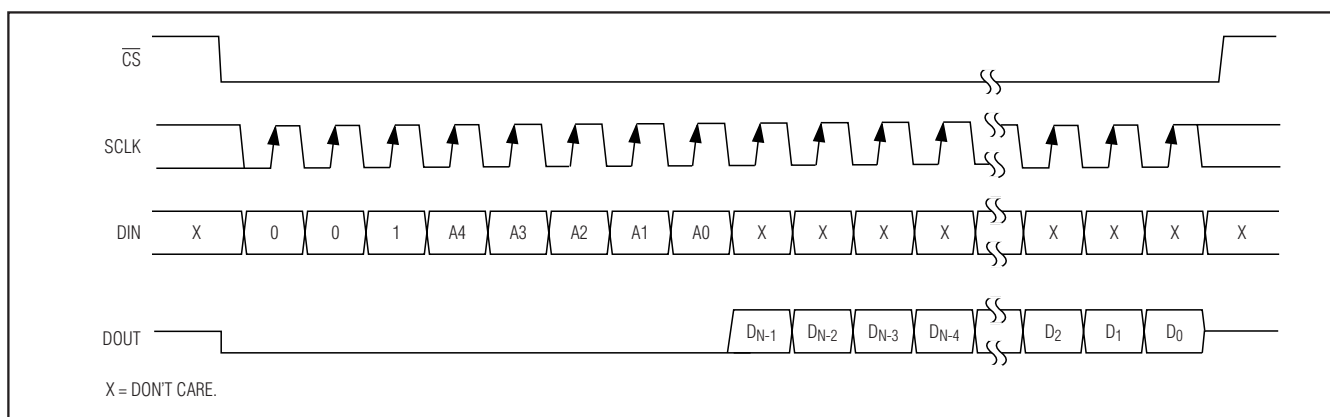 C̅S̅
SCLK
DIN X 0 0 1 A4 A3 A2 A1 A0 X X X X X X X X
DOUT DN-1 DN-2 DN-3 DN-4 D2 D1 D0
X = DON'T CARE.